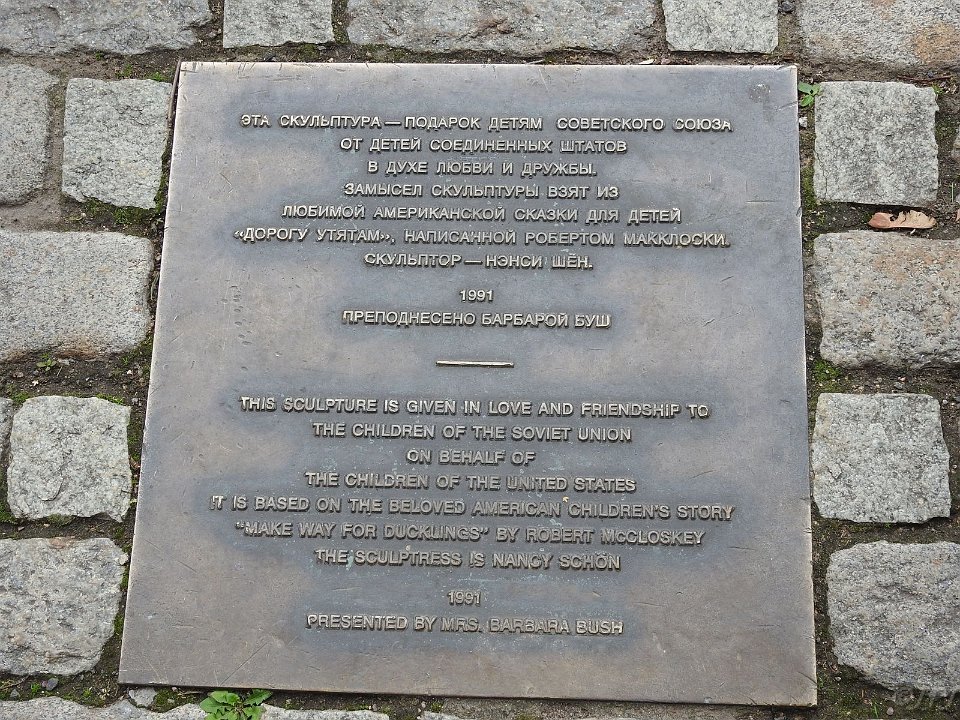 ЭТА СКУЛЬПТУРА — ПОДАРОК ДЕТЯМ СОВЕТСКОГО СОЮЗА
ОТ ДЕТЕЙ СОЕДИНЕННЫХ ШТАТОВ
В ДУХЕ ЛЮБВИ И ДРУЖБЫ.
ЗАМЫСЕЛ СКУЛЬПТУРЫ ВЗЯТ ИЗ
ЛЮБИМОЙ АМЕРИКАНСКОЙ СКАЗКИ ДЛЯ ДЕТЕЙ
«ДОРОГУ УТЯТАМ», НАПИСАННОЙ РОБЕРТОМ МАККЛОСКИ.
СКУЛЬПТОР — НЭНСИ ШЁН.
1991
ПРЕПОДНЕСЕНО БАРБАРОЙ БУШ
THIS SCULPTURE IS GIVEN IN LOVE AND FRIENDSHIP TO
THE CHILDREN OF THE SOVIET UNION
ON BEHALF OF
THE CHILDREN OF THE UNITED STATES
IT IS BASED ON THE BELOVED AMERICAN CHILDREN'S STORY
"MAKE WAY FOR DUCKLINGS" BY ROBERT MCCLOSKEY
THE SCULPTRESS IS NANCY SCHÖN
1991
PRESENTED BY MRS. BARBARA BUSH